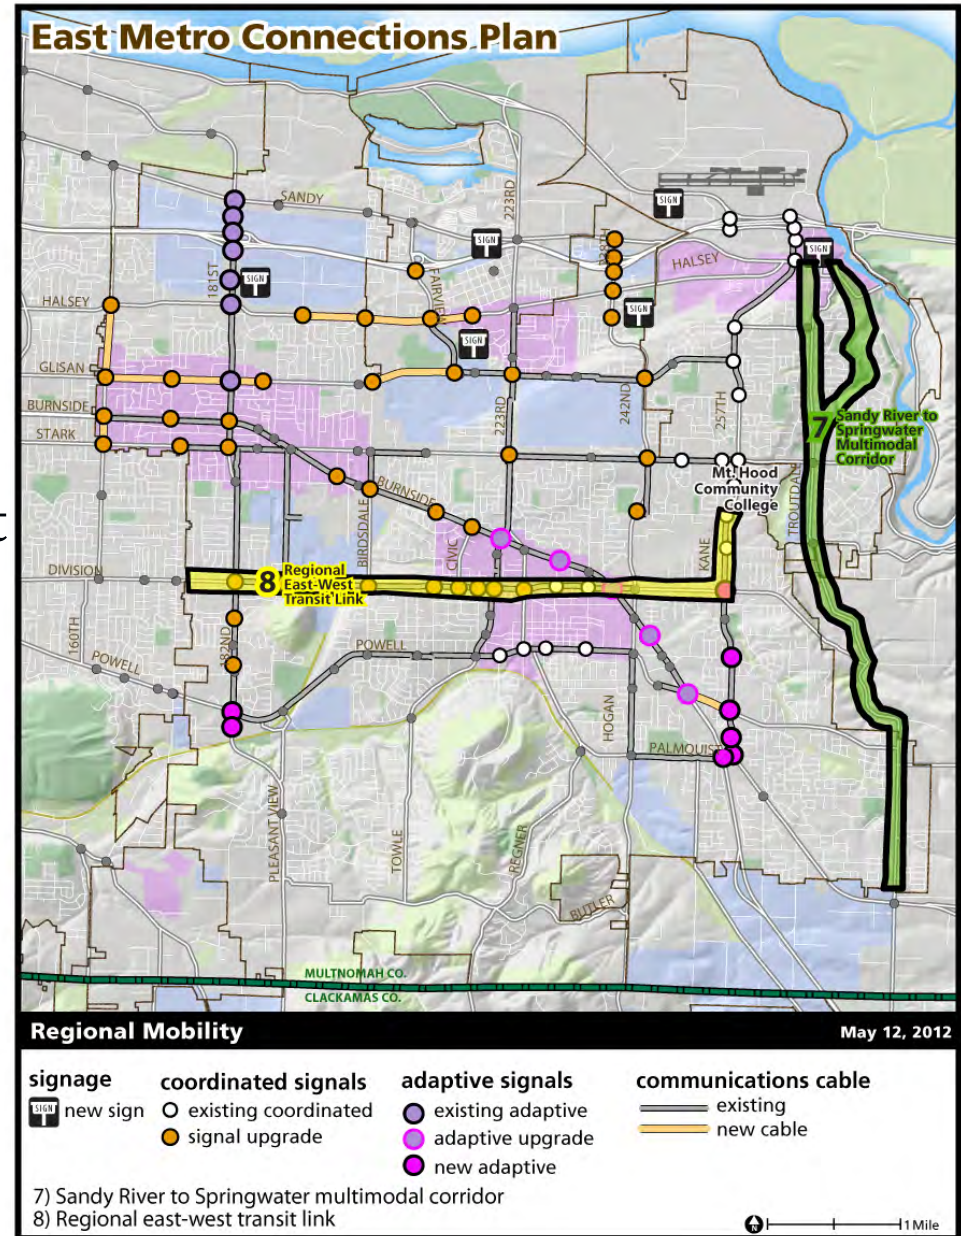 East Metro Connections Plan
SANDY
223RD
SIGN
SIGN
SIGN
181ST
SIGN
FAIRVIEW
238TH
HALSEY
HALSEY
SIGN
SIGN
GLISAN
BURNSIDE
STARK
223RD
242ND
257TH
7 Sandy River to
Springwater
Multimodal
Corridor
Mt. Hood
Community
College
BURNSIDE
BIRDSDALE
CIVIC
KANE
TROUTDALE
DIVISION
8 Regional
East-West
Transit Link
160TH
182ND
POWELL
POWELL
HOGAN
PALMQUIST
PLEASANT VIEW
TOWLE
REGNER
BUTLER
MULTNOMAH CO.
CLACKAMAS CO.
Regional Mobility
May 12, 2012
signage
SIGN new sign
coordinated signals
existing coordinated
signal upgrade
adaptive signals
existing adaptive
adaptive upgrade
new adaptive
communications cable
existing
new cable
7) Sandy River to Springwater multimodal corridor
8) Regional east-west transit link
1 Mile